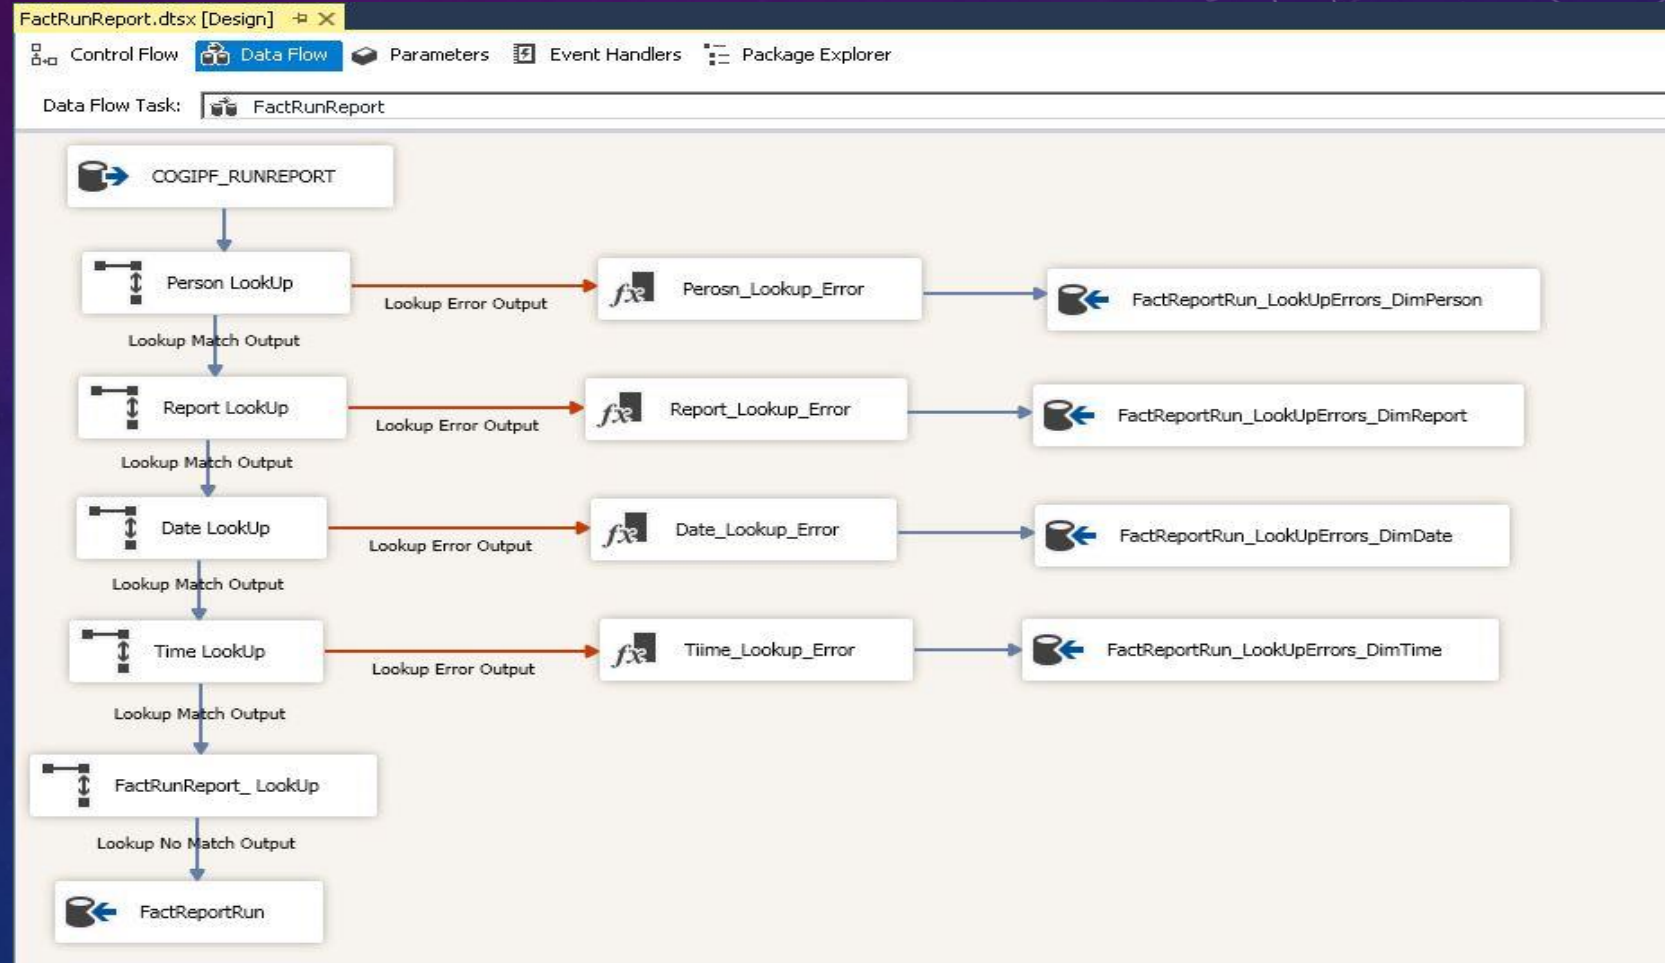 FactRunReport.dtsx [Design]
Control Flow Data Flow Parameters Event Handlers Package Explorer
Data Flow Task: FactRunReport
COGIPF_RUNREPORT
Person LookUp
Lookup Error Output
Perosn_Lookup_Error
FactReportRun_LookUpErrors_DimPerson
Lookup Match Output
Report LookUp
Lookup Error Output
Report_Lookup_Error
FactReportRun_LookUpErrors_DimReport
Lookup Match Output
Date LookUp
Lookup Error Output
Date_Lookup_Error
FactReportRun_LookUpErrors_DimDate
Lookup Match Output
Time LookUp
Lookup Error Output
Tiime_Lookup_Error
FactReportRun_LookUpErrors_DimTime
Lookup Match Output
FactRunReport_ LookUp
Lookup No Match Output
FactReportRun